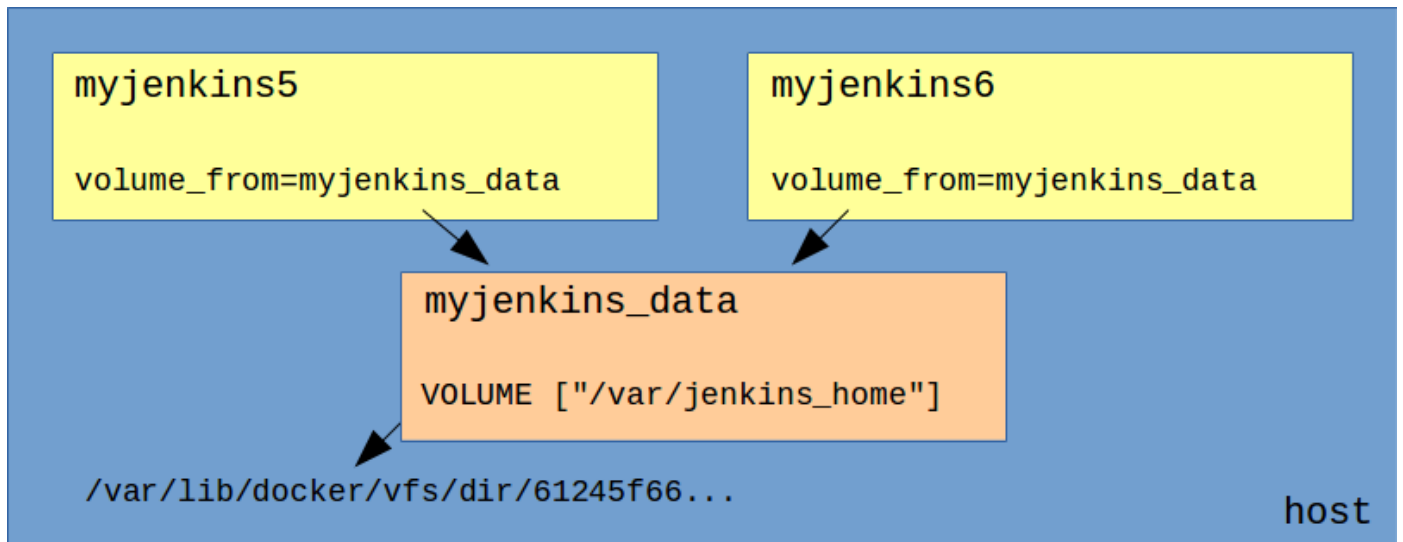 myjenkins5
volume_from=myjenkins_data
myjenkins6
volume_from=myjenkins_data
myjenkins_data
VOLUME ["/var/jenkins_home"]
/var/lib/docker/vfs/dir/61245f66...
host